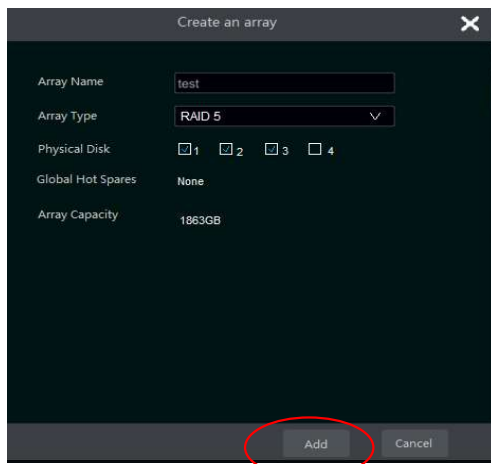 Create an array
Array Name test
Array Type RAID 5
Physical Disk 1 2 3 4
Global Hot Spares None
Array Capacity 1863GB
Add Cancel